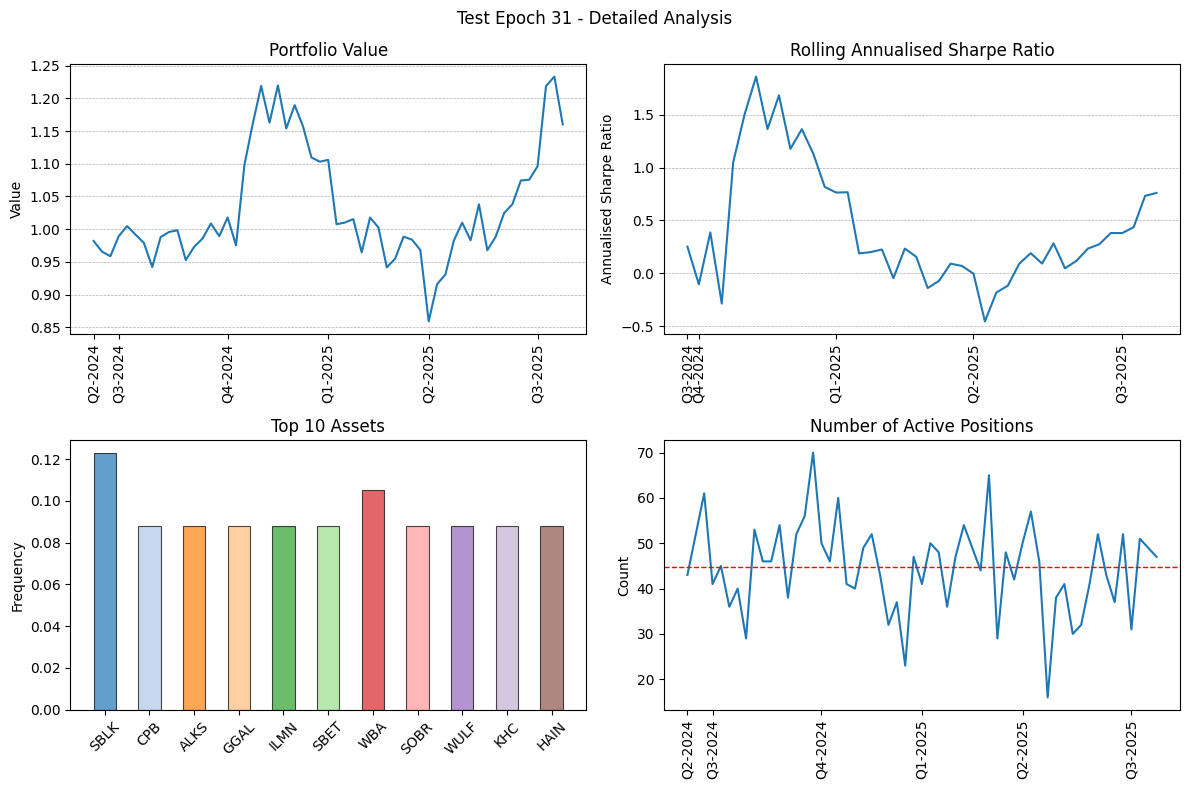 Test Epoch 31 - Detailed Analysis
Portfolio Value
Value
1.25
1.20
1.15
1.10
1.05
1.00
0.95
0.90
0.85
Q2-2024
Q3-2024
Q4-2024
Q1-2025
Q2-2025
Q3-2025
Rolling Annualised Sharpe Ratio
Annualised Sharpe Ratio
1.5
1.0
0.5
0.0
−0.5
Q3-2024
Q4-2024
Q1-2025
Q2-2025
Q3-2025
Top 10 Assets
Frequency
0.12
0.10
0.08
0.06
0.04
0.02
0.00
SBLK
CPB
ALKS
GGAL
ILMN
SBET
WBA
SOBR
WULF
KHC
HAIN
Number of Active Positions
Count
70
60
50
40
30
20
Q2-2024
Q3-2024
Q4-2024
Q1-2025
Q2-2025
Q3-2025